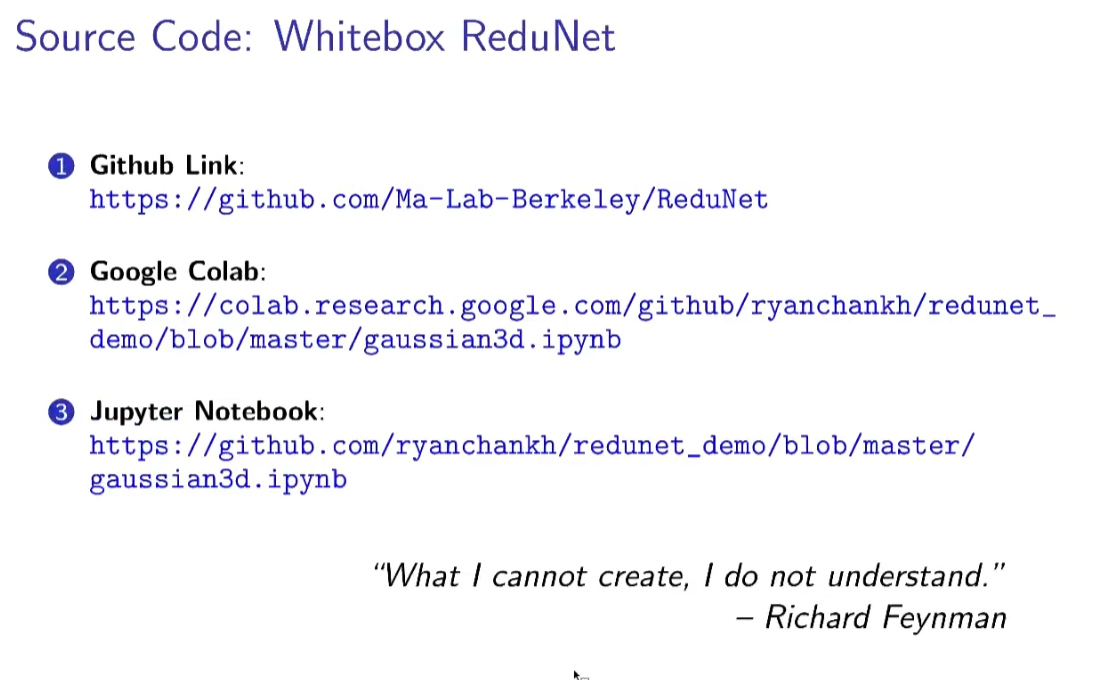 Source Code: Whitebox ReduNet
1 Github Link:
https://github.com/Ma-Lab-Berkeley/ReduNet
2 Google Colab:
https://colab.research.google.com/github/ryanchankh/redunet_
demo/blob/master/gaussian3d.ipynb
3 Jupyter Notebook:
https://github.com/ryanchankh/redunet_demo/blob/master/
gaussian3d.ipynb
“What I cannot create, I do not understand.”
– Richard Feynman